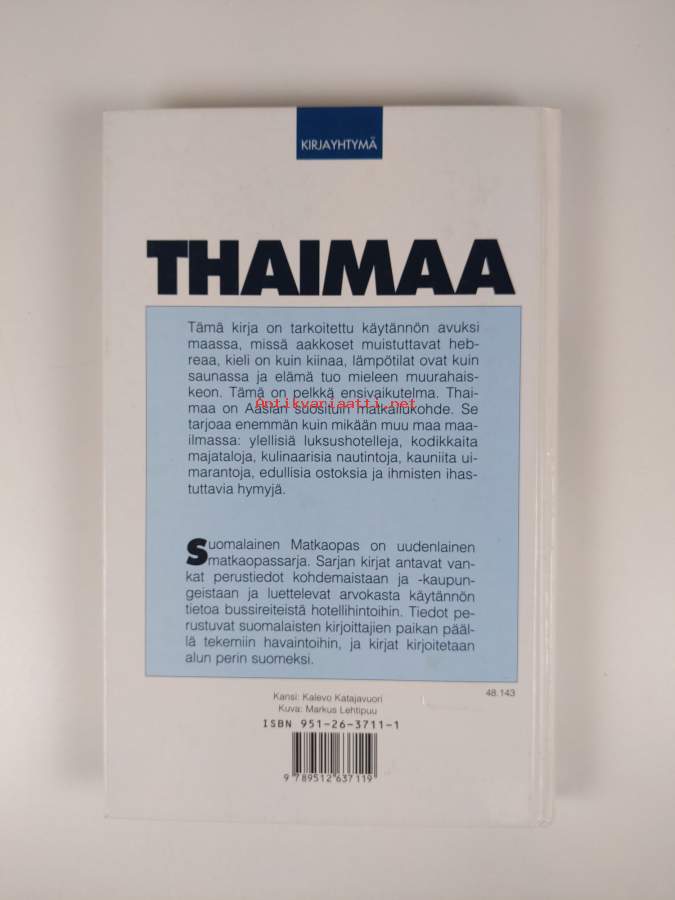 KIRJAYHTYMÄ
THAIMAA
Tämä kirja on tarkoitettu käytännön avuksi
maassa, missä aakkoset muistuttavat heb-
reaa, kieli on kuin kiinaa, lämpötilat ovat kuin
saunassa ja elämä tuo mieleen muurahais-
keon. Tämä on pelkkä ensivaikutelma. Thai-
maa on Aasian suosituin matkailukohde. Se
Antikvariaatti.net
tarjoaa enemmän kuin mikään muu maa maa-
ilmassa: ylellisiä luksushotelleja, kodikkaita
majataloja, kulinaarisia nautintoja, kauniita ui-
marantoja, edullisia ostoksia ja ihmisten ihas-
tuttavia hymyjä.
Suomalainen Matkaopas on uudenlainen
matkaopassarja. Sarjan kirjat antavat van-
kat perustiedot kohdemaistaan ja -kaupun-
geistaan ja luettelevat arvokasta käytännön
tietoa bussireiteistä hotellihintoihin. Tiedot pe-
rustuvat suomalaisten kirjoittajien paikan pääl-
lä tekemiin havaintoihin, ja kirjat kirjoitetaan
alun perin suomeksi.
Kansi: Kalevo Katajavuori
48.143
Kuva: Markus Lehtipuu
ISBN 951-26-3711-1
9 789512 637119